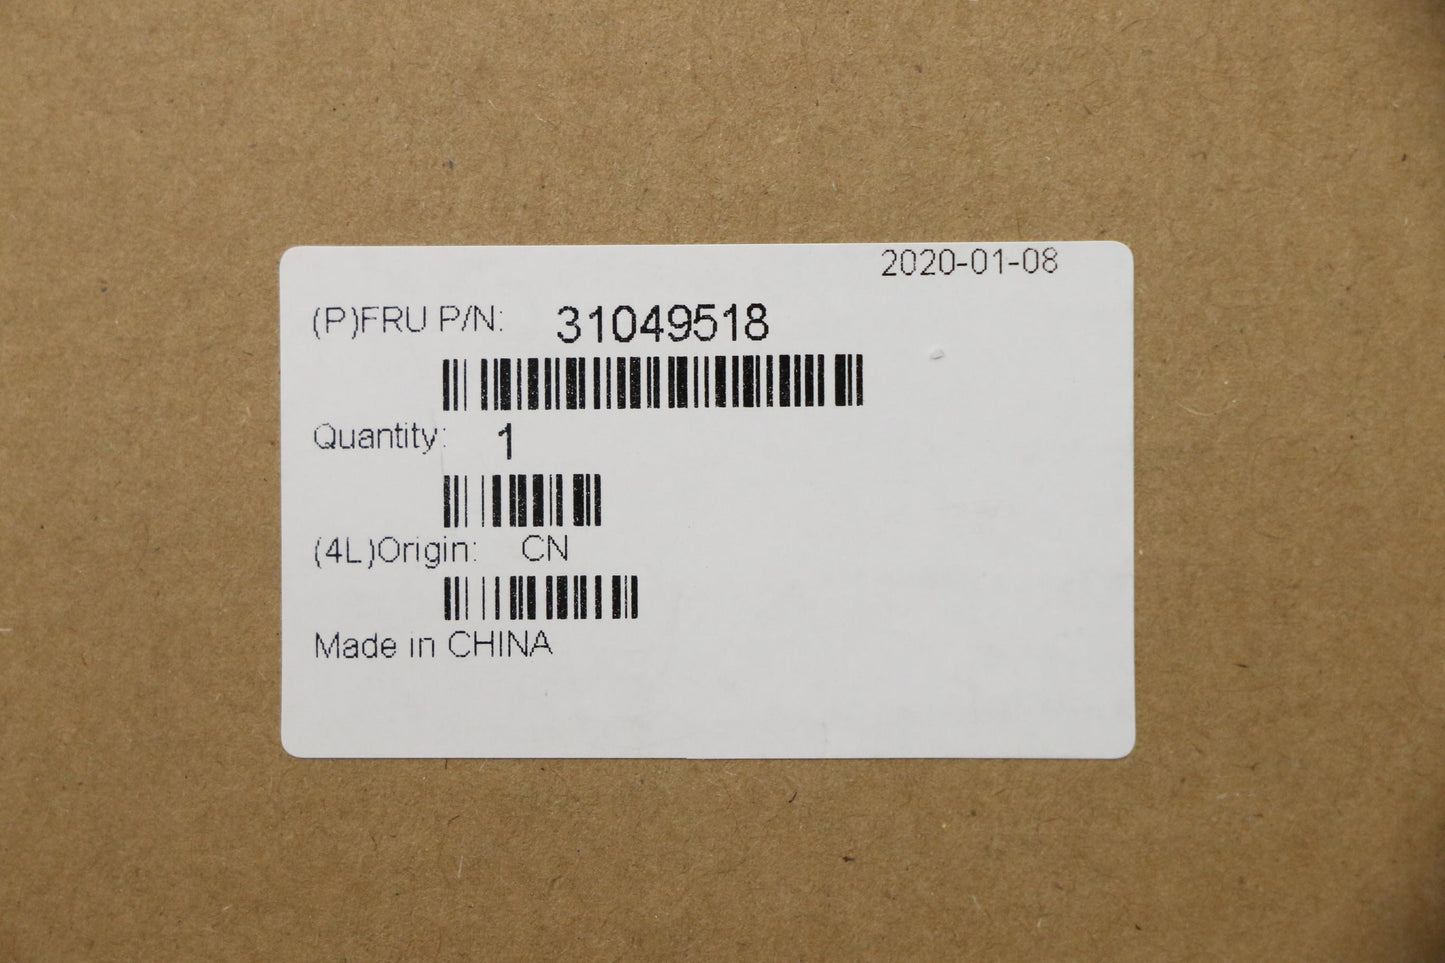 2020-01-08
(P)FRU P/N: 31049518
Quantity: 1
(4L)Origin: CN
Made in CHINA